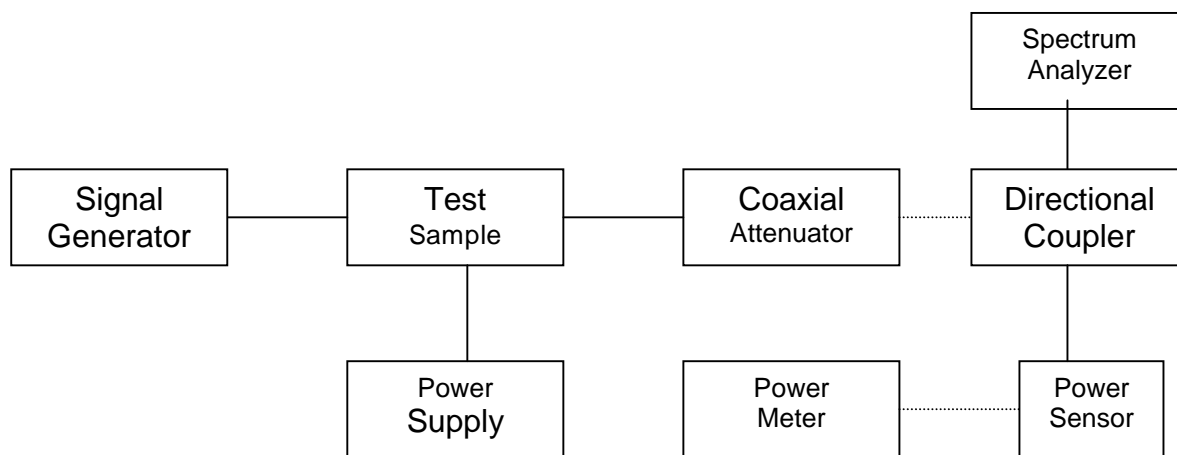 Spectrum
Analyzer
Signal
Generator
Test
Sample
Coaxial
Attenuator
Directional
Coupler
Power
Supply
Power
Meter
Power
Sensor